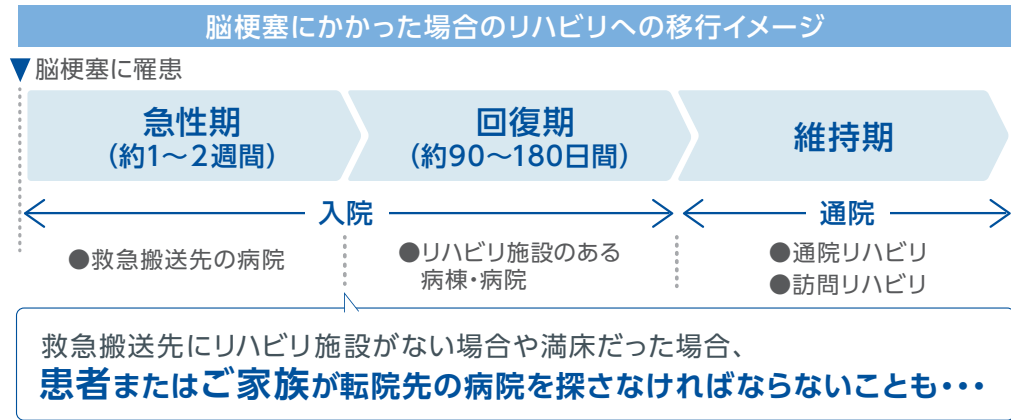 脳梗塞にかかった場合のリハビリへの移行イメージ
▼脳梗塞に罹患
急性期
(約1～2週間)
回復期
(約90～180日間)
維持期
入院
通院
●救急搬送先の病院
●リハビリ施設のある
病棟・病院
●通院リハビリ
●訪問リハビリ
救急搬送先にリハビリ施設がない場合や満床だった場合、
患者またはご家族が転院先の病院を探さなければならないことも・・・